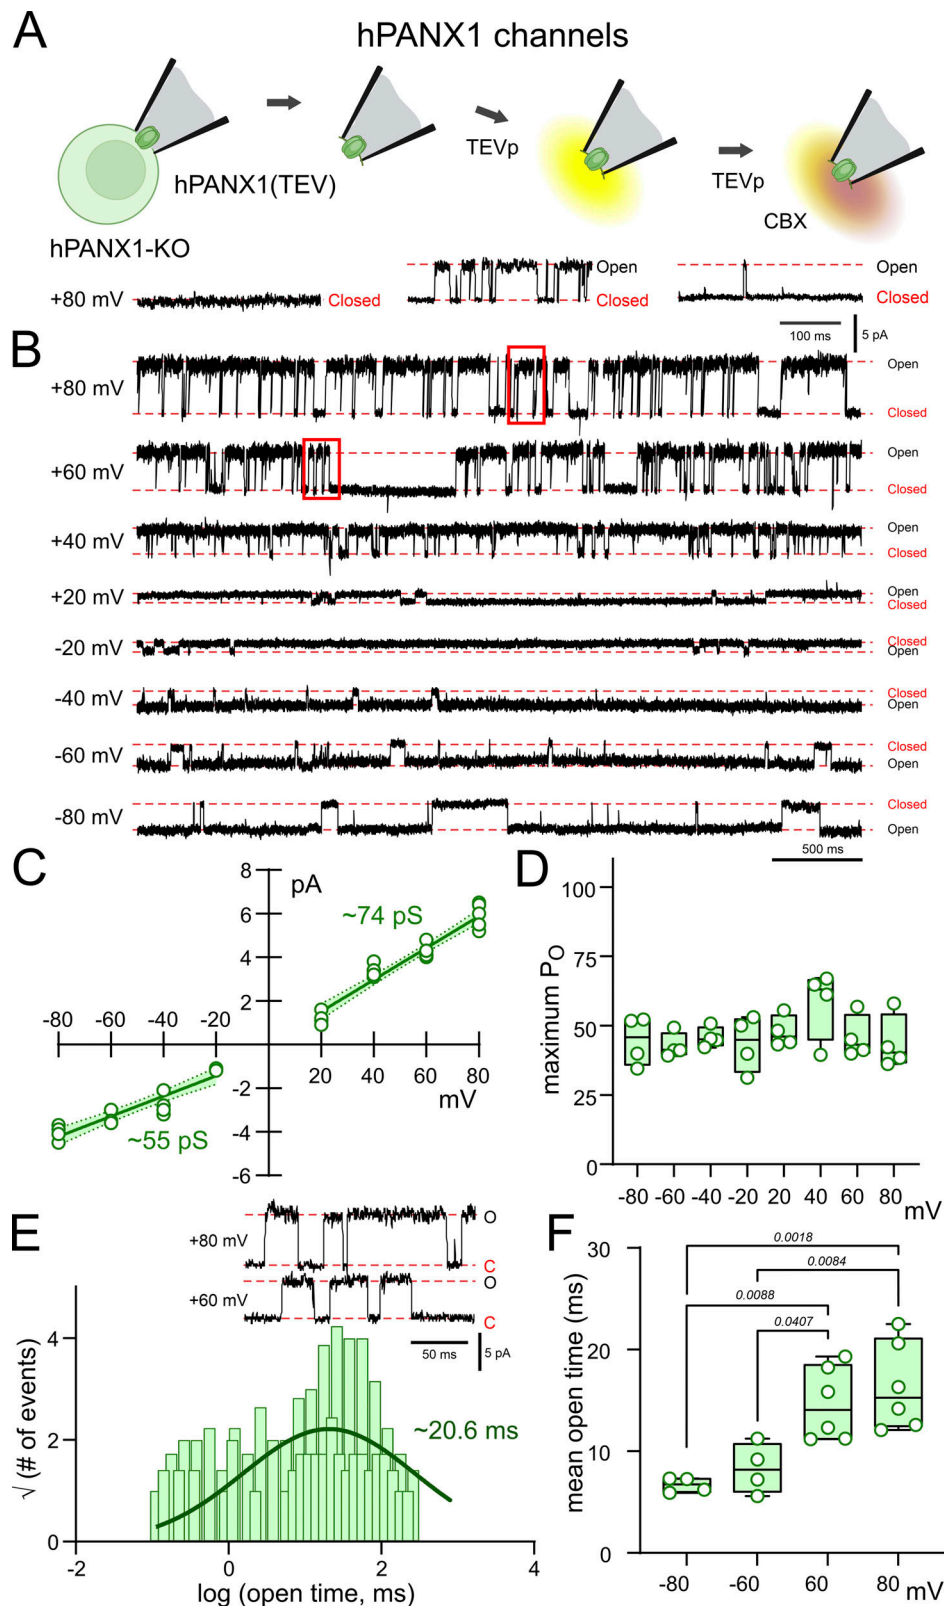 A
hPANX1 channels
TEVp
hPANX1(TEV)
TEVp
CBX
hPANX1-KO
Open
Open
+80 mV
Closed
Closed
Closed
100 ms
5 pA
B
+80 mV
Open
Closed
+60 mV
Open
Closed
+40 mV
Open
Closed
+20 mV
Open
Closed
-20 mV
Closed
Open
-40 mV
Closed
Open
-60 mV
Closed
Open
-80 mV
Closed
Open
500 ms
C
pA
8
6
4
2
-2
-4
-6
~74 pS
-80 -60 -40 -20
20 40 60 80
mV
~55 pS
D
maximum PO
100
75
50
25
0
-80 -60 -40 -20 20 40 60 80
mV
E
+80 mV
O
C
+60 mV
O
C
50 ms
5 pA
√ (# of events)
4
2
0
~20.6 ms
-2 0 2 4
log (open time, ms)
F
mean open time (ms)
30
20
10
0
0.0018
0.0084
0.0088
0.0407
-80 -60 60 80
mV